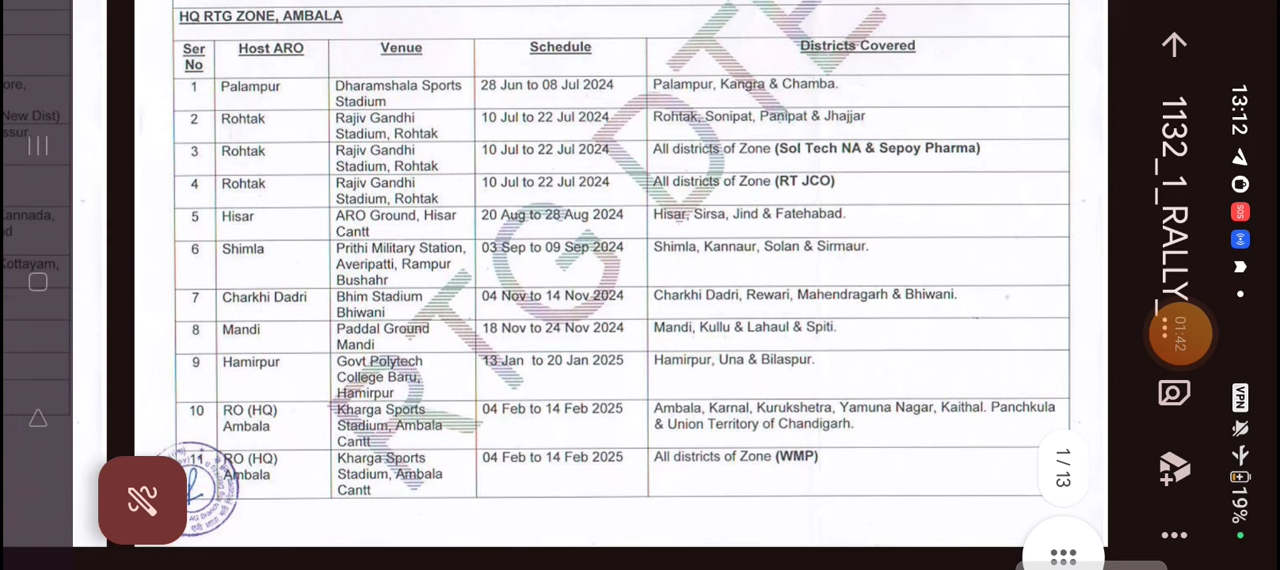 HQ RTG ZONE, AMBALA
Ser No Host ARO Venue Schedule Districts Covered
1 Palampur Dharamshala Sports Stadium 28 Jun to 08 Jul 2024 Palampur, Kangra & Chamba.
2 Rohtak Rajiv Gandhi Stadium, Rohtak 10 Jul to 22 Jul 2024 Rohtak, Sonipat, Panipat & Jhajjar
3 Rohtak Rajiv Gandhi Stadium, Rohtak 10 Jul to 22 Jul 2024 All districts of Zone (Sol Tech NA & Sepoy Pharma)
4 Rohtak Rajiv Gandhi Stadium, Rohtak 10 Jul to 22 Jul 2024 All districts of Zone (RT JCO)
5 Hisar ARO Ground, Hisar Cantt 20 Aug to 28 Aug 2024 Hisar, Sirsa, Jind & Fatehabad.
6 Shimla Prithi Military Station, Averipatti, Rampur Bushahr 03 Sep to 09 Sep 2024 Shimla, Kannaur, Solan & Sirmaur.
7 Charkhi Dadri Bhim Stadium Bhiwani 04 Nov to 14 Nov 2024 Charkhi Dadri, Rewari, Mahendragarh & Bhiwani.
8 Mandi Paddal Ground Mandi 18 Nov to 24 Nov 2024 Mandi, Kullu & Lahaul & Spiti.
9 Hamirpur Govt Polytech College Baru, Hamirpur 13 Jan to 20 Jan 2025 Hamirpur, Una & Bilaspur.
10 RO (HQ) Ambala Kharga Sports Stadium, Ambala Cantt 04 Feb to 14 Feb 2025 Ambala, Karnal, Kurukshetra, Yamuna Nagar, Kaithal. Panchkula & Union Territory of Chandigarh.
11 RO (HQ) Ambala Kharga Sports Stadium, Ambala Cantt 04 Feb to 14 Feb 2025 All districts of Zone (WMP)
ore,
New Dist)
ssur
annada,
d
ottayam,
1132_1_RALLY_
13:12
SOS
01:42
VPN
19%
1 / 13